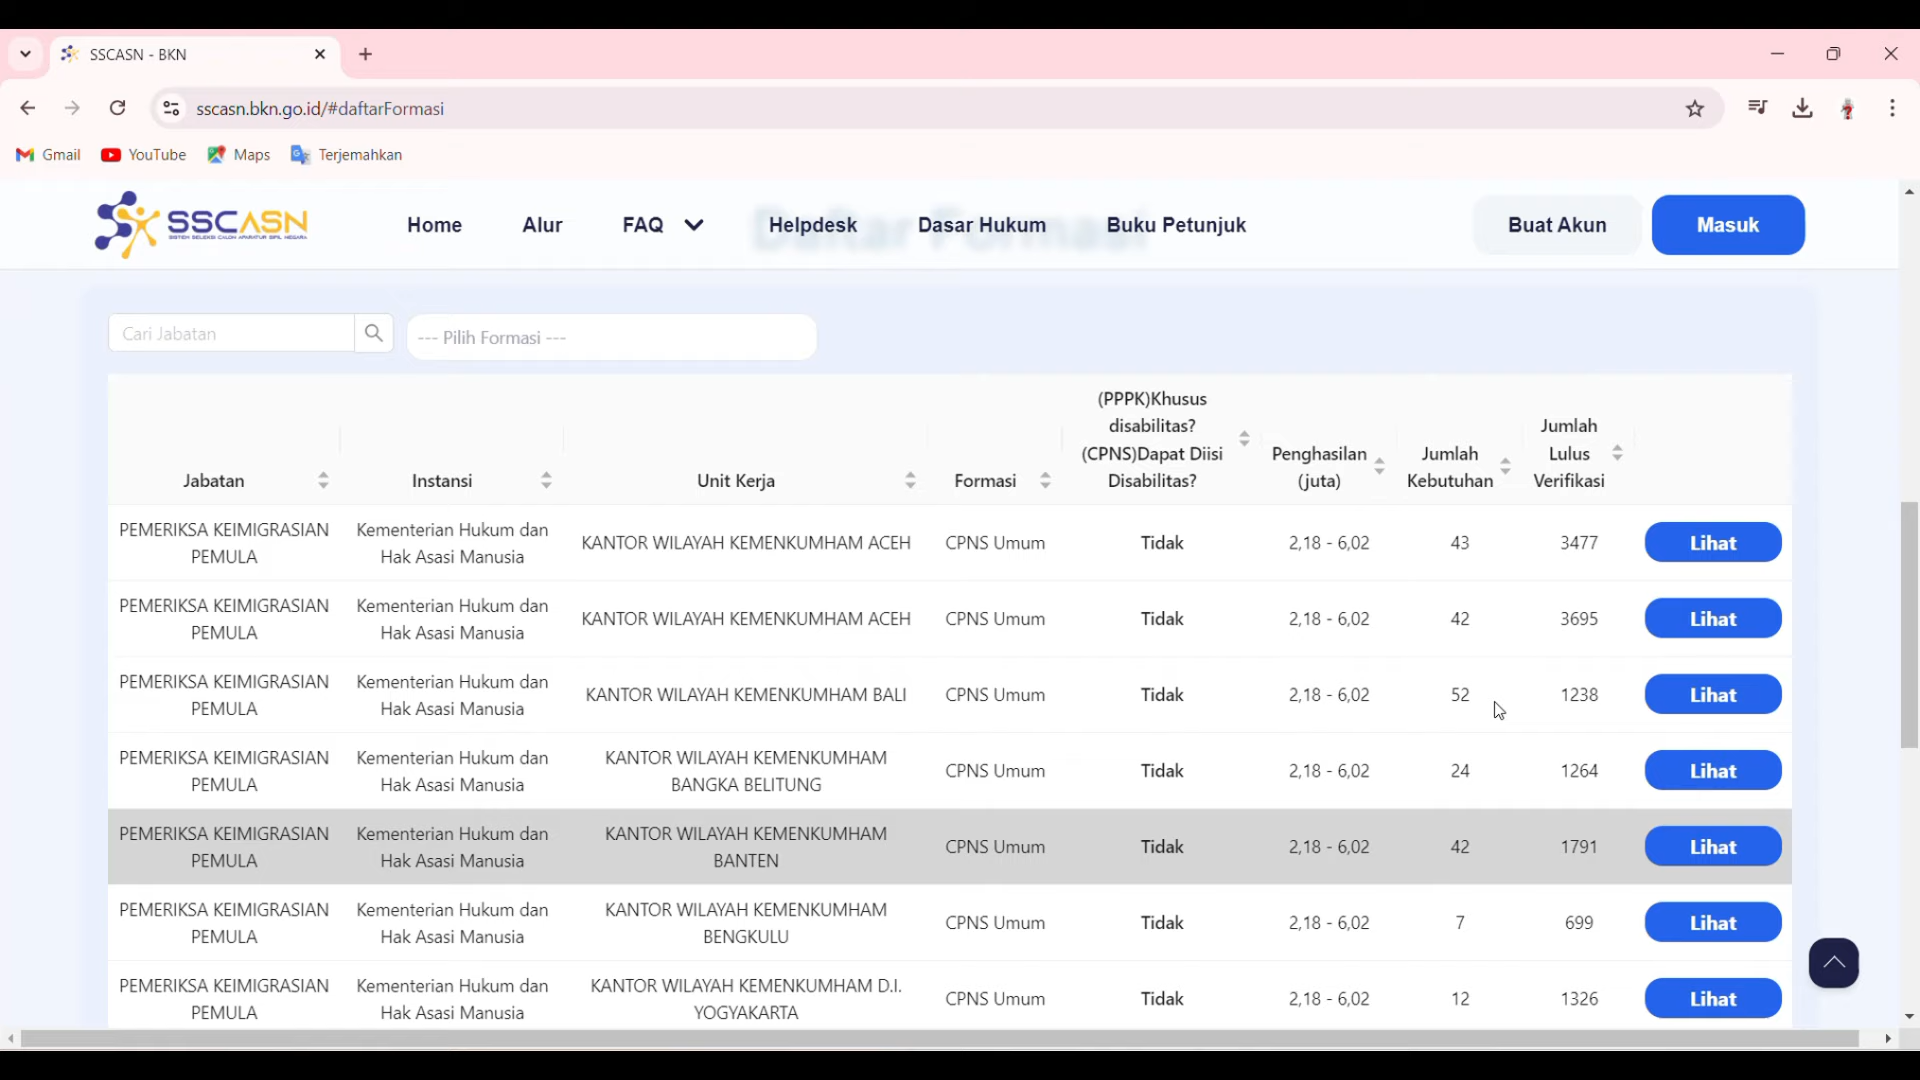 SSCASN - BKN
sscasn.bkn.go.id/#daftarFormasi
Gmail YouTube Maps Terjemahkan
SSCASN
SISTEM SELEKSI CALON APARATUR SIPIL NEGARA
Home Alur FAQ Helpdesk Dasar Hukum Buku Petunjuk Buat Akun Masuk
Daftar Formasi
Cari Jabatan --- Pilih Formasi ---
(PPPK)Khusus
disabilitas? Jumlah
(CPNS)Dapat Diisi Penghasilan Jumlah Lulus
Jabatan Instansi Unit Kerja Formasi Disabilitas? (juta) Kebutuhan Verifikasi
PEMERIKSA KEIMIGRASIAN Kementerian Hukum dan
KANTOR WILAYAH KEMENKUMHAM ACEH CPNS Umum Tidak 2,18 - 6,02 43 3477 Lihat
PEMULA Hak Asasi Manusia
PEMERIKSA KEIMIGRASIAN Kementerian Hukum dan
KANTOR WILAYAH KEMENKUMHAM ACEH CPNS Umum Tidak 2,18 - 6,02 42 3695 Lihat
PEMULA Hak Asasi Manusia
PEMERIKSA KEIMIGRASIAN Kementerian Hukum dan
KANTOR WILAYAH KEMENKUMHAM BALI CPNS Umum Tidak 2,18 - 6,02 52 1238 Lihat
PEMULA Hak Asasi Manusia
PEMERIKSA KEIMIGRASIAN Kementerian Hukum dan KANTOR WILAYAH KEMENKUMHAM
CPNS Umum Tidak 2,18 - 6,02 24 1264 Lihat
PEMULA Hak Asasi Manusia BANGKA BELITUNG
PEMERIKSA KEIMIGRASIAN Kementerian Hukum dan KANTOR WILAYAH KEMENKUMHAM
CPNS Umum Tidak 2,18 - 6,02 42 1791 Lihat
PEMULA Hak Asasi Manusia BANTEN
PEMERIKSA KEIMIGRASIAN Kementerian Hukum dan KANTOR WILAYAH KEMENKUMHAM
CPNS Umum Tidak 2,18 - 6,02 7 699 Lihat
PEMULA Hak Asasi Manusia BENGKULU
PEMERIKSA KEIMIGRASIAN Kementerian Hukum dan KANTOR WILAYAH KEMENKUMHAM D.I.
CPNS Umum Tidak 2,18 - 6,02 12 1326 Lihat
PEMULA Hak Asasi Manusia YOGYAKARTA